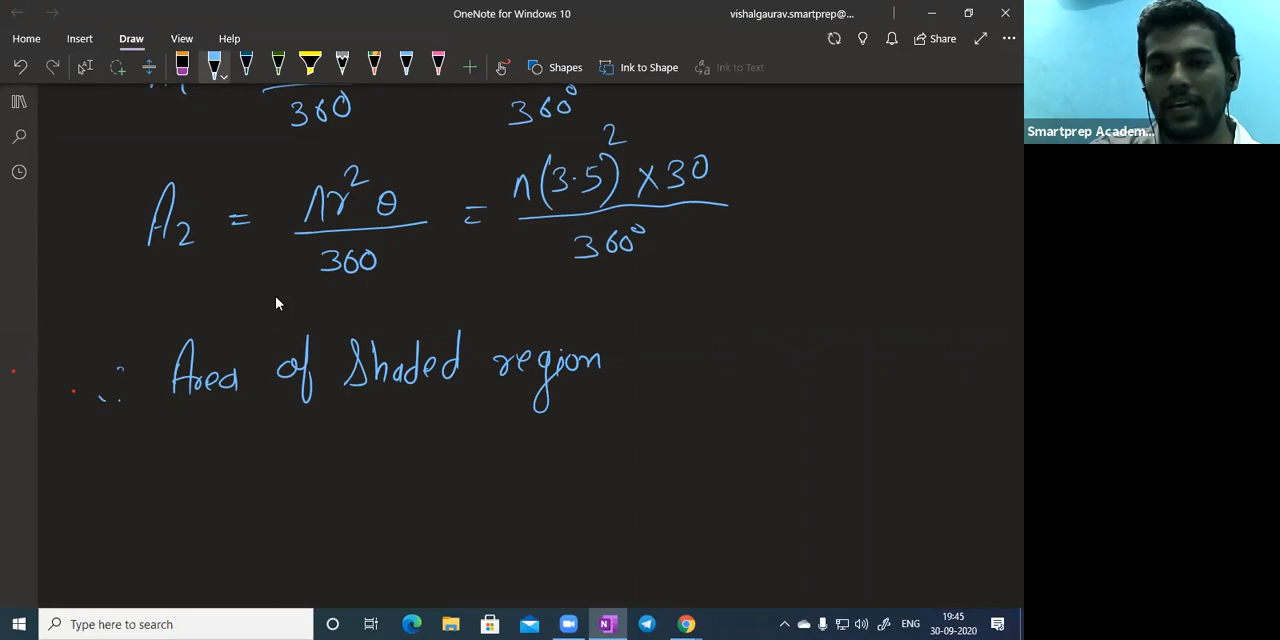 OneNote for Windows 10
vishalgaurav.smartprep@...
Home Insert Draw View Help
Share
Shapes
Ink to Shape
Ink to Text
Smartprep Academ...
360 360°
A₂ = πr²θ / 360 = π(3.5)² × 30 / 360°
∴ Area of Shaded region
Type here to search
ENG
19:45
30-09-2020